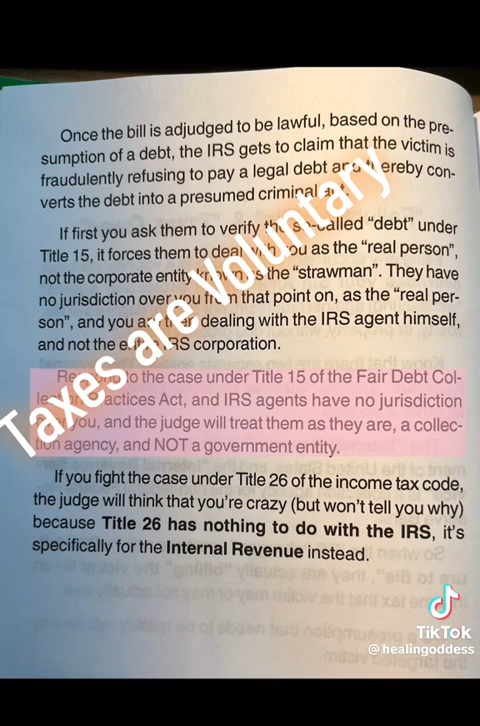 Once the bill is adjudged to be lawful, based on the pre-
sumption of a debt, the IRS gets to claim that the victim is
fraudulently refusing to pay a legal debt and thereby con-
verts the debt into a presumed criminal act.
If first you ask them to verify the so-called “debt” under
Title 15, it forces them to deal with you as the “real person”,
not the corporate entity known as the “strawman”. They have
no jurisdiction over you from that point on, as the “real per-
son”, and you are then dealing with the IRS agent himself,
and not the entire IRS corporation.
Respond to the case under Title 15 of the Fair Debt Col-
lection Practices Act, and IRS agents have no jurisdiction
over you, and the judge will treat them as they are, a collec-
tion agency, and NOT a government entity.
If you fight the case under Title 26 of the income tax code,
the judge will think that you're crazy (but won't tell you why)
because Title 26 has nothing to do with the IRS, it's
specifically for the Internal Revenue instead.
Taxes are Voluntary
TikTok
@healingoddess